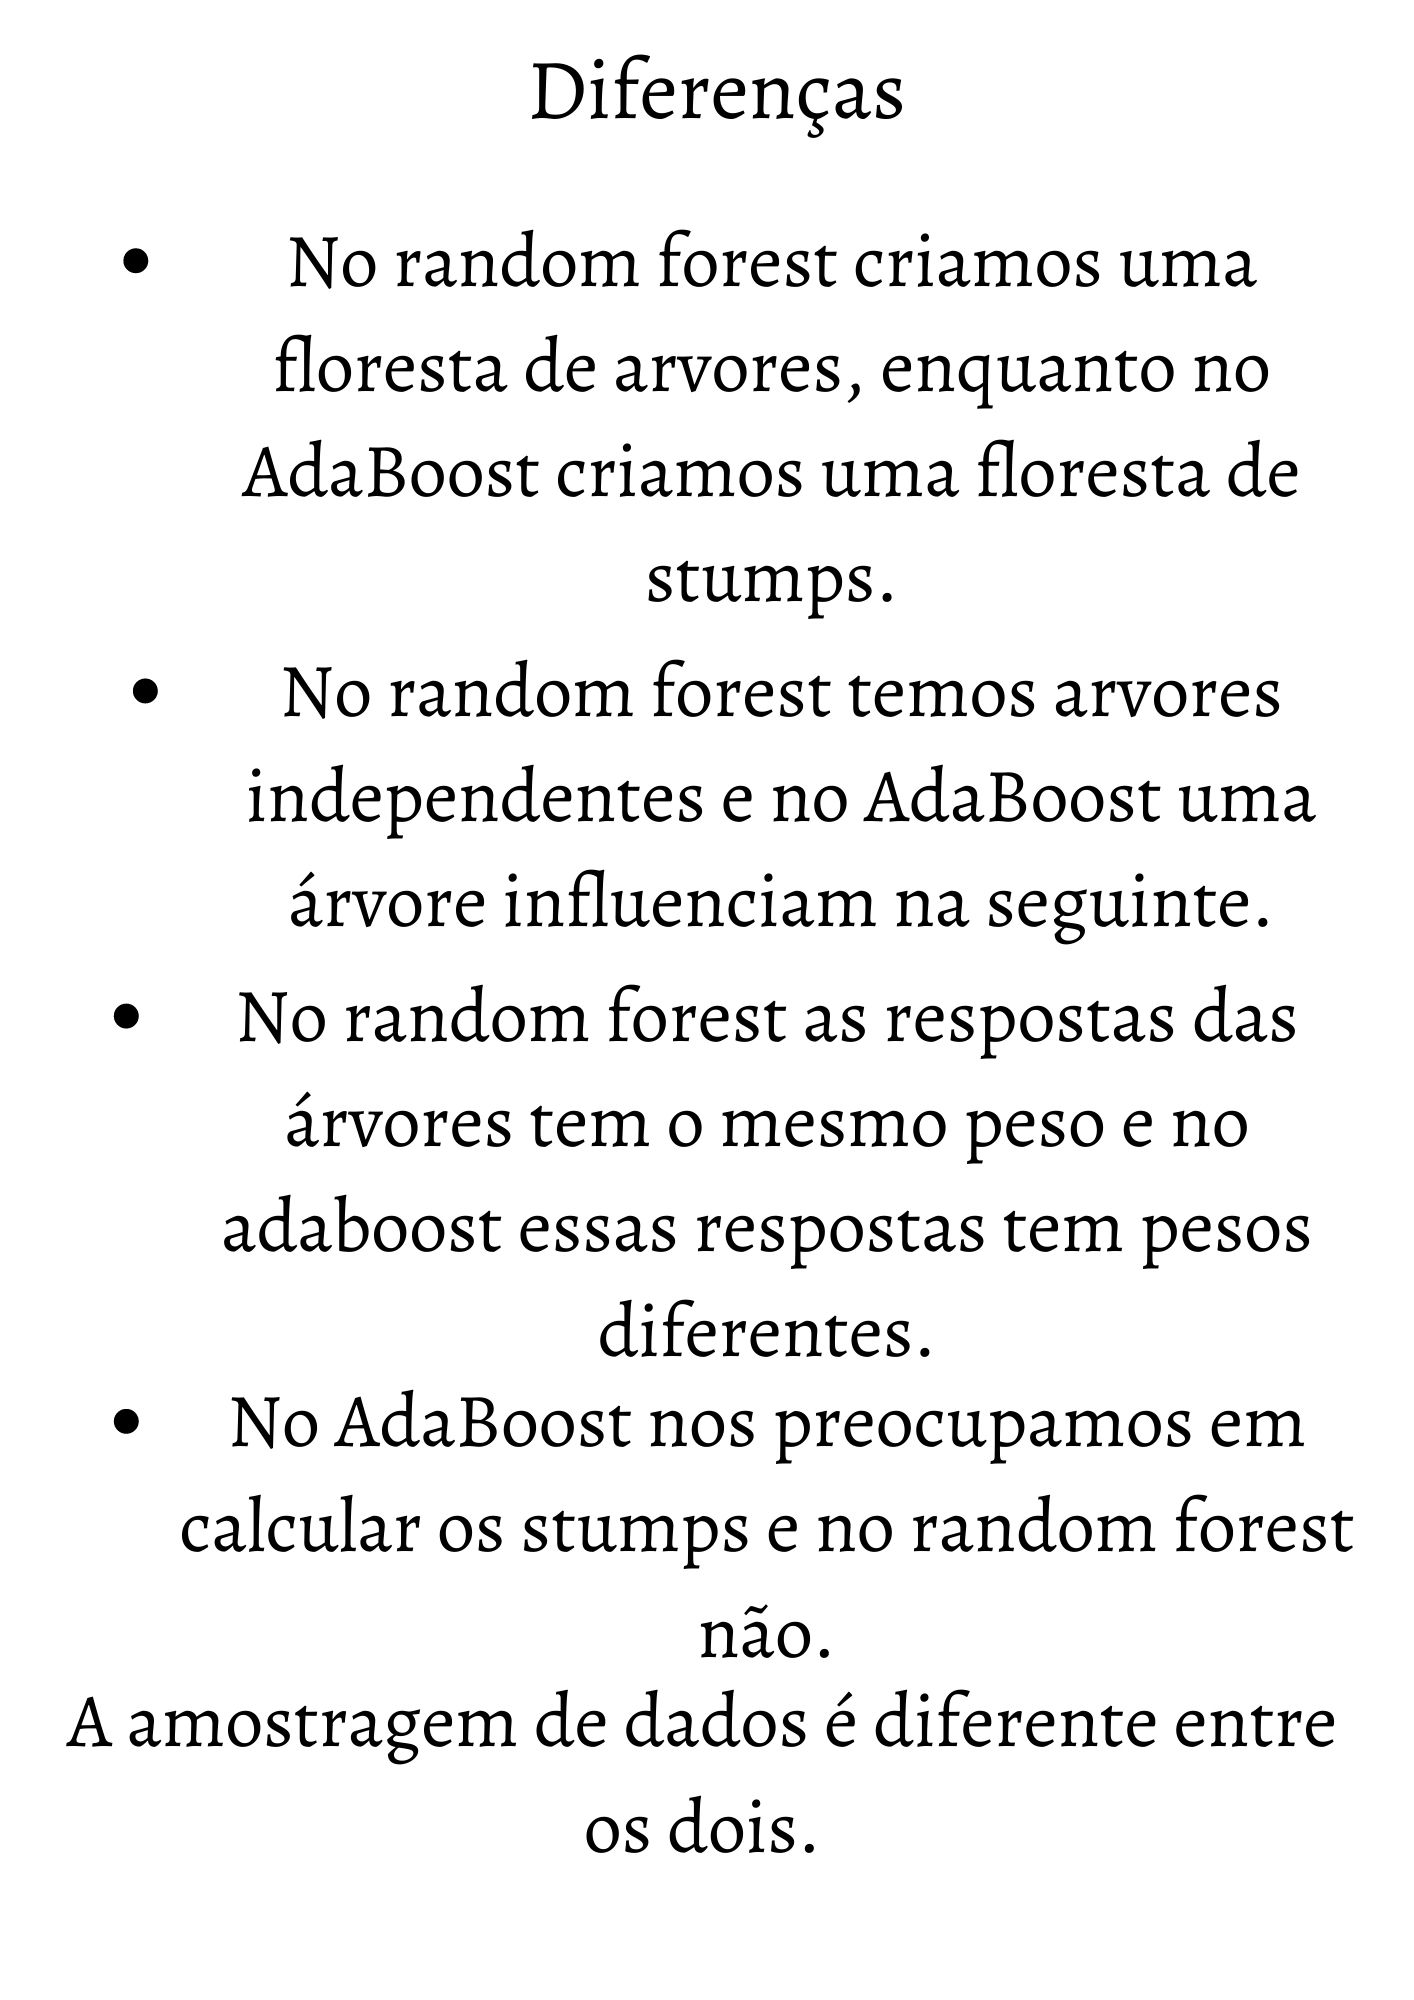 Diferenças
• No random forest criamos uma
floresta de arvores, enquanto no
AdaBoost criamos uma floresta de
stumps.
• No random forest temos arvores
independentes e no AdaBoost uma
árvore influenciam na seguinte.
• No random forest as respostas das
árvores tem o mesmo peso e no
adaboost essas respostas tem pesos
diferentes.
• No AdaBoost nos preocupamos em
calcular os stumps e no random forest
não.
A amostragem de dados é diferente entre
os dois.